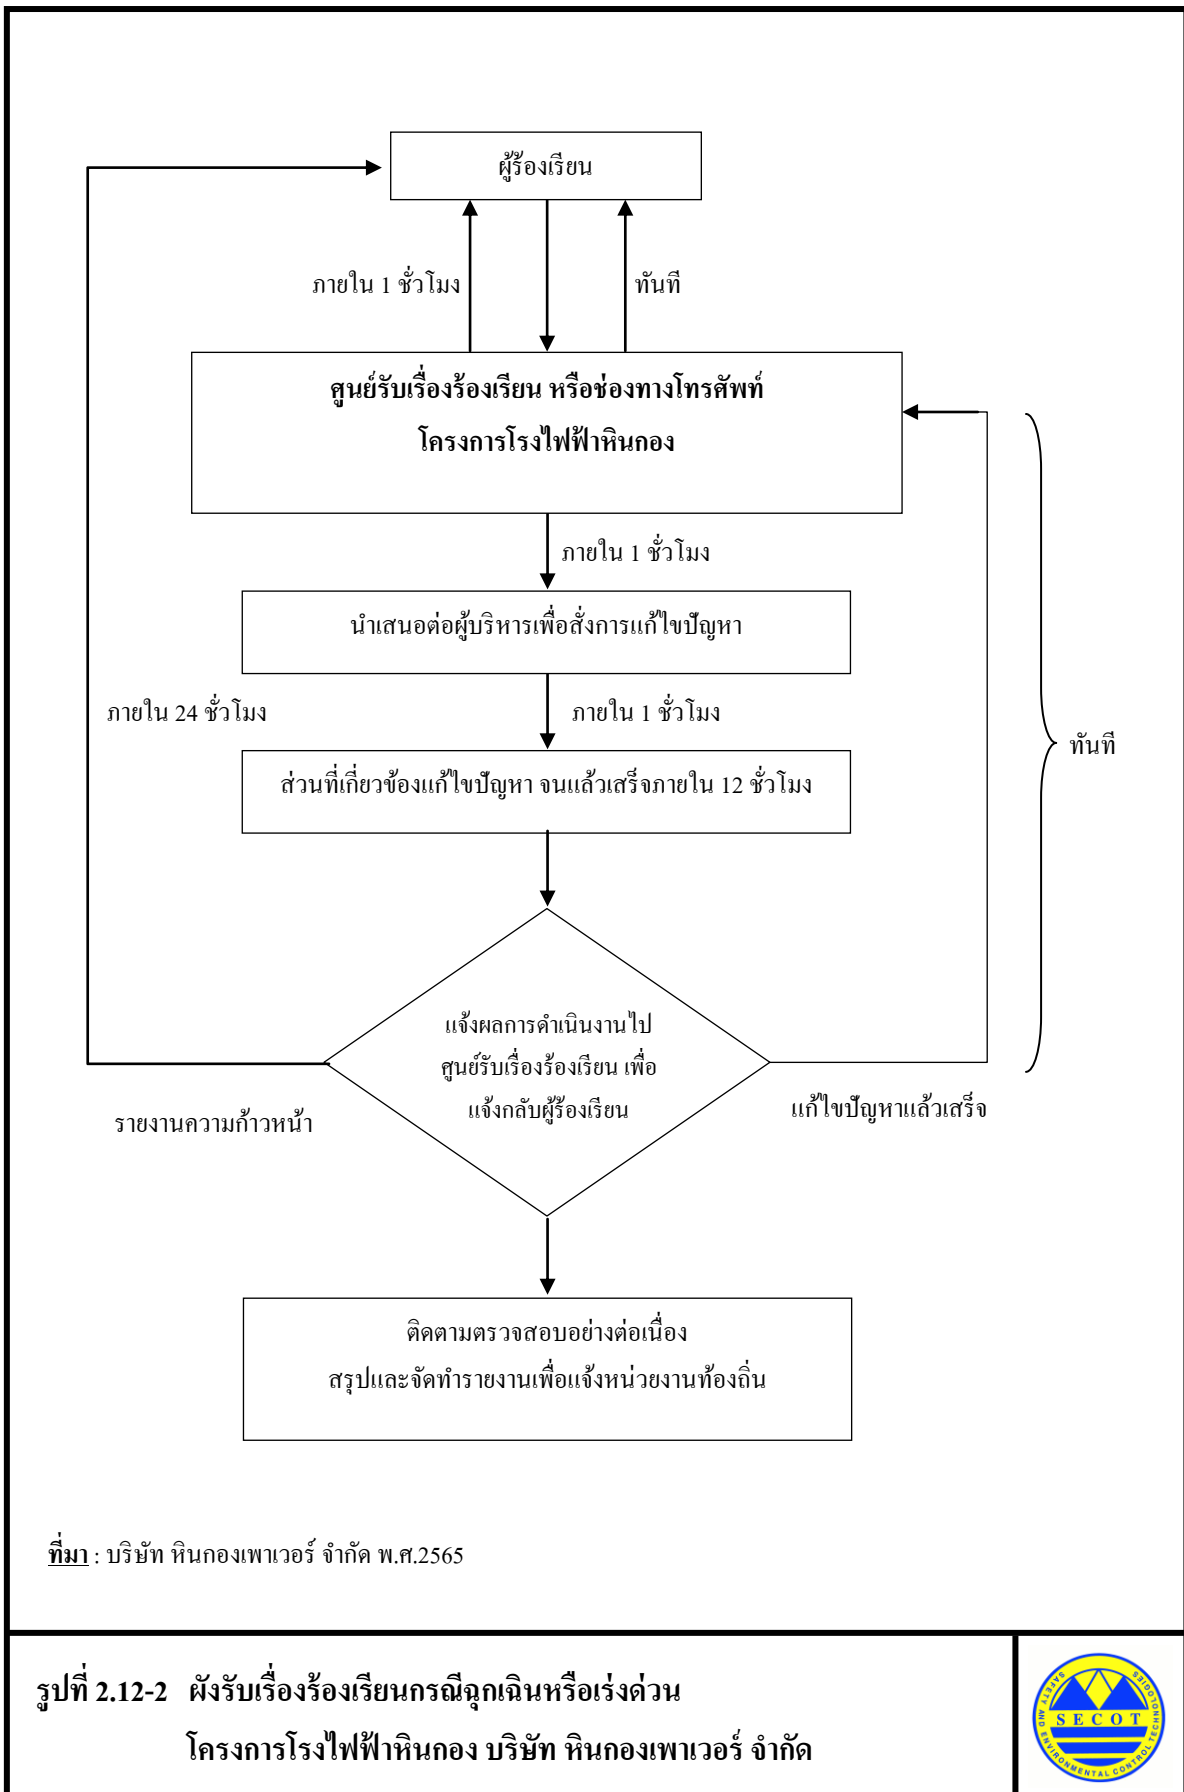 ผู้ร้องเรียน
ภายใน 1 ชั่วโมง
ทันที
ศูนย์รับเรื่องร้องเรียน หรือช่องทางโทรศัพท์
โครงการโรงไฟฟ้าหินกอง
ภายใน 1 ชั่วโมง
นำเสนอต่อผู้บริหารเพื่อสั่งการแก้ไขปัญหา
ภายใน 24 ชั่วโมง
ภายใน 1 ชั่วโมง
ทันที
ส่วนที่เกี่ยวข้องแก้ไขปัญหา จนแล้วเสร็จภายใน 12 ชั่วโมง
แจ้งผลการดำเนินงานไป
ศูนย์รับเรื่องร้องเรียน เพื่อ
แจ้งกลับผู้ร้องเรียน
รายงานความก้าวหน้า
แก้ไขปัญหาแล้วเสร็จ
ติดตามตรวจสอบอย่างต่อเนื่อง
สรุปและจัดทำรายงานเพื่อแจ้งหน่วยงานท้องถิ่น
ที่มา : บริษัท หินกองเพาเวอร์ จำกัด พ.ศ.2565
รูปที่ 2.12-2 ผังรับเรื่องร้องเรียนกรณีฉุกเฉินหรือเร่งด่วน
โครงการโรงไฟฟ้าหินกอง บริษัท หินกองเพาเวอร์ จำกัด
SECOT
SAFETY AND ENVIRONMENTAL CONTROL TECHNOLOGIES